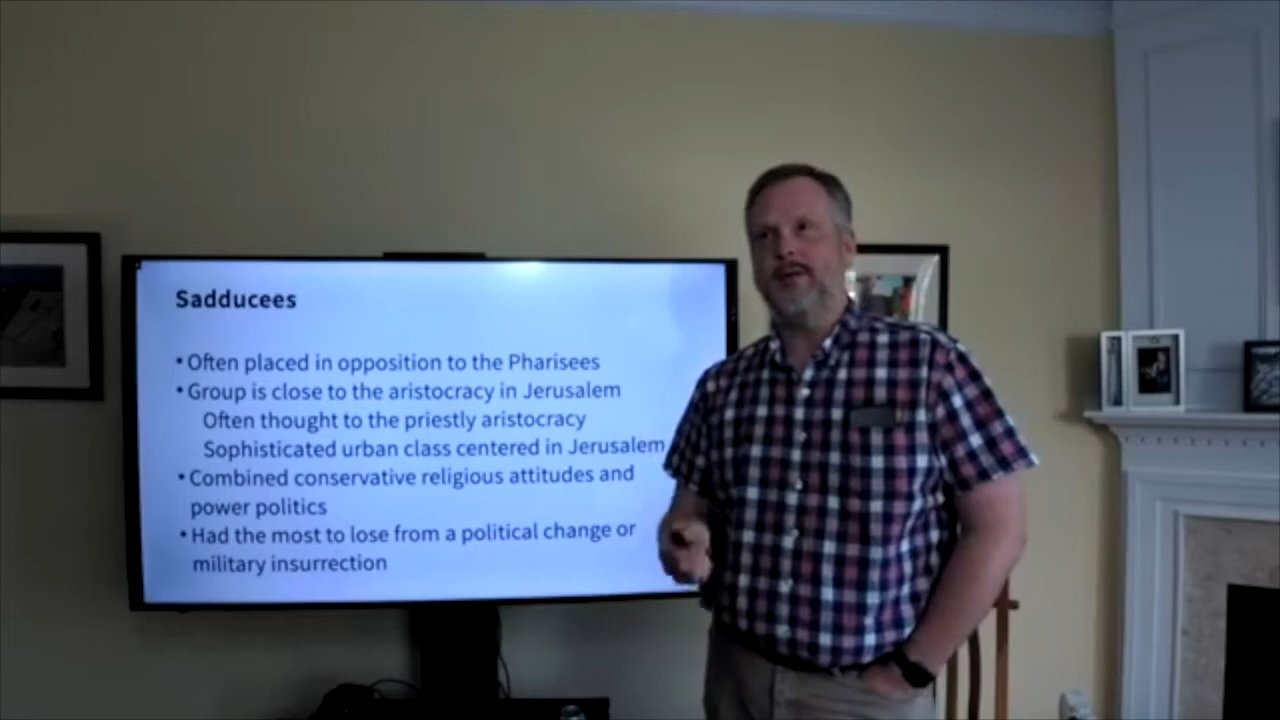 Sadducees
• Often placed in opposition to the Pharisees
• Group is close to the aristocracy in Jerusalem
Often thought to the priestly aristocracy
Sophisticated urban class centered in Jerusalem
• Combined conservative religious attitudes and
power politics
• Had the most to lose from a political change or
military insurrection